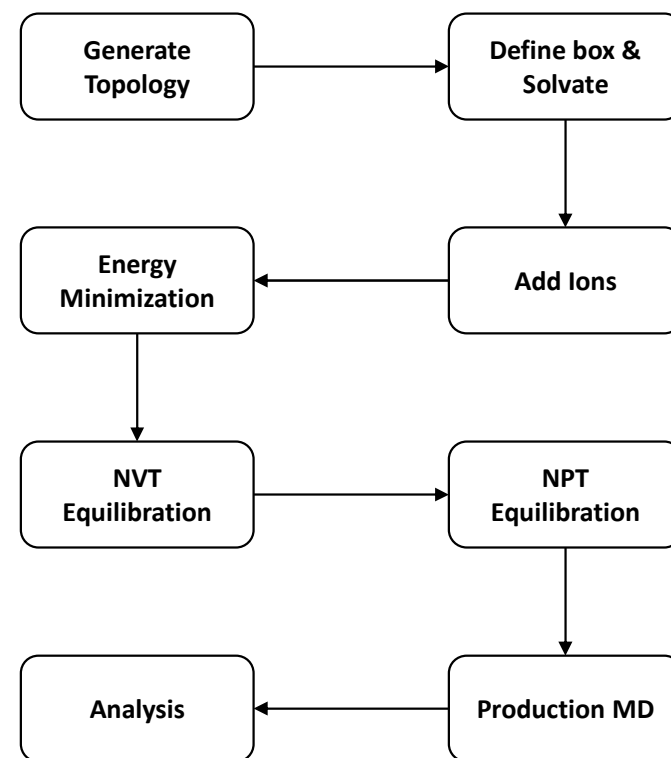 Generate
Topology
Define box &
Solvate
Add Ions
Energy
Minimization
NVT
Equilibration
NPT
Equilibration
Production MD
Analysis